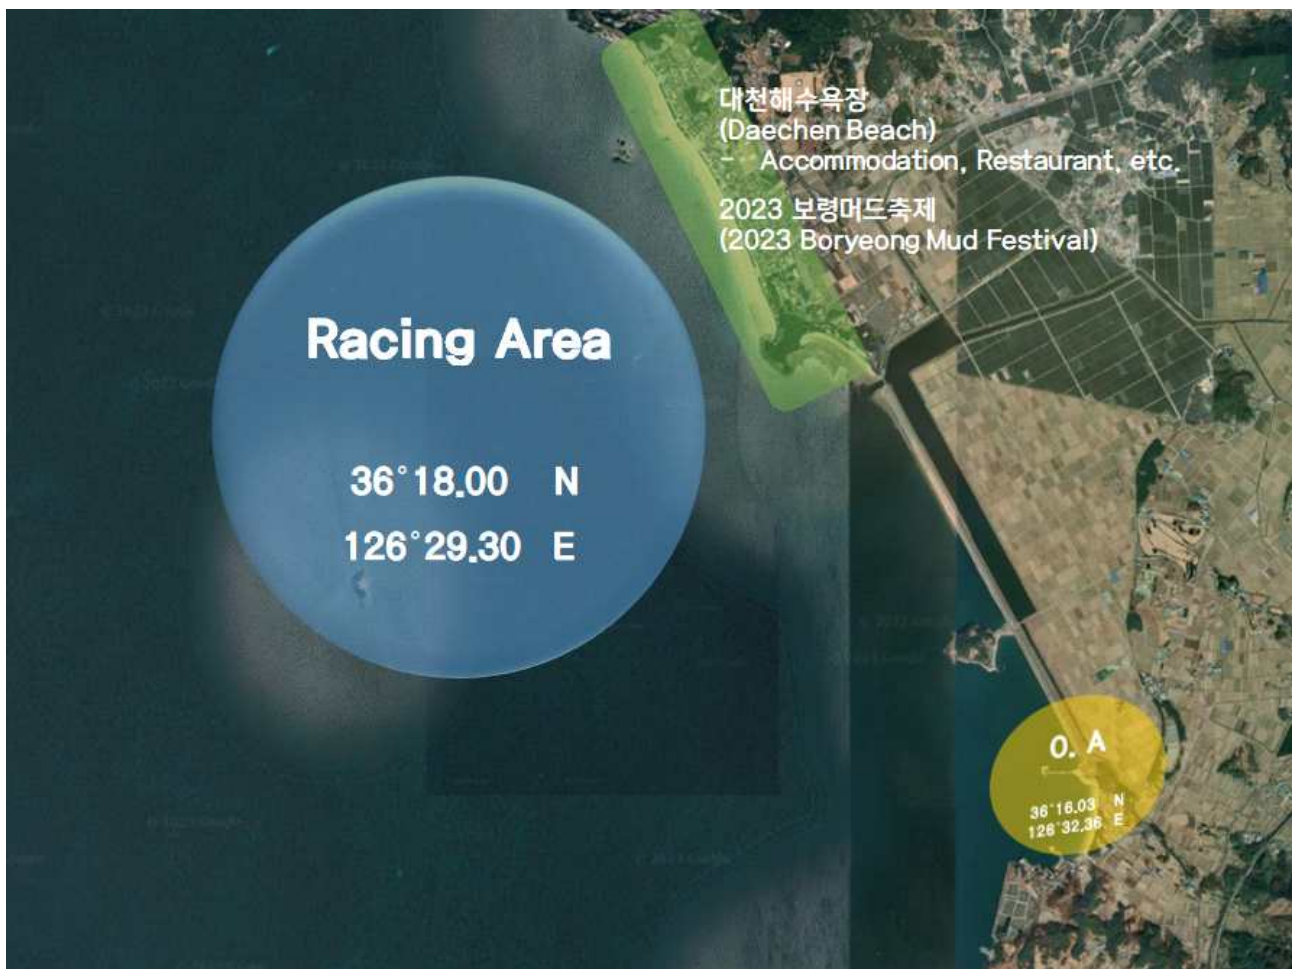 대천해수욕장
(Daechen Beach)
- Accommodation, Restaurant, etc.
2023 보령머드축제
(2023 Boryeong Mud Festival)
Racing Area
36°18.00 N
126°29.30 E
O. A
36°16.03 N
126°32.36 E